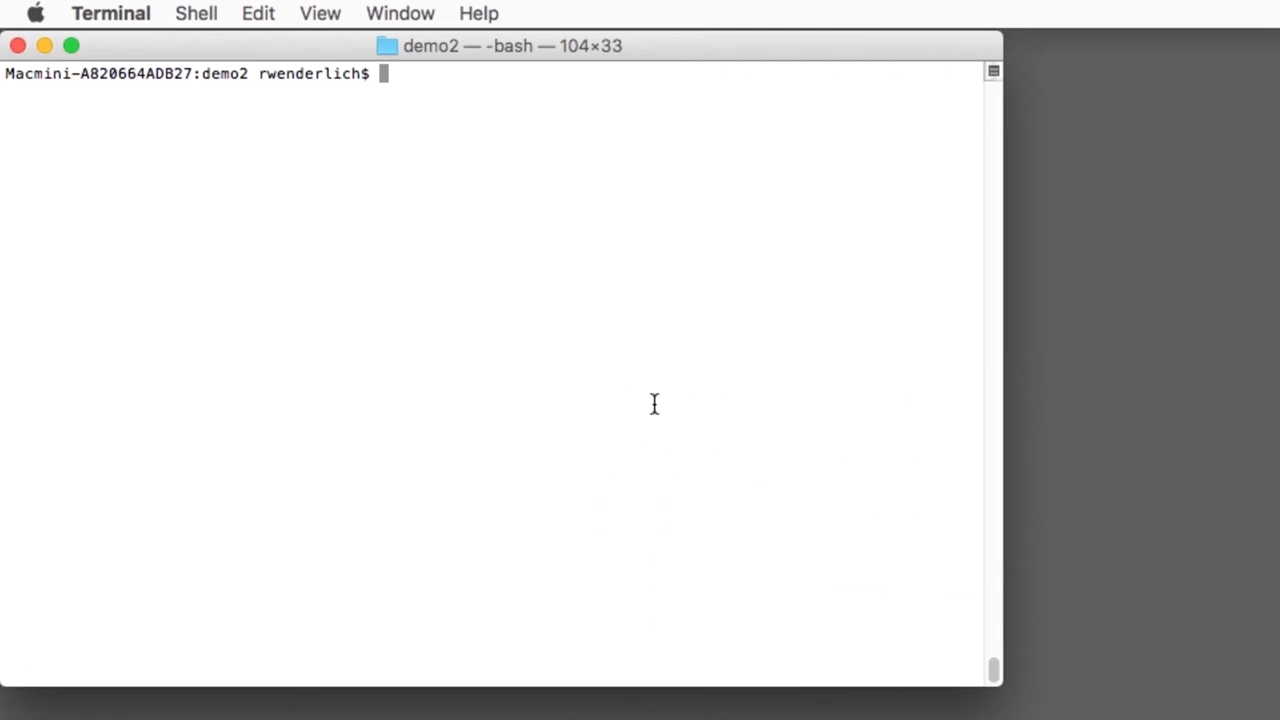 Terminal Shell Edit View Window Help
demo2 — -bash — 104×33
Macmini-A820664ADB27:demo2 rwenderlich$